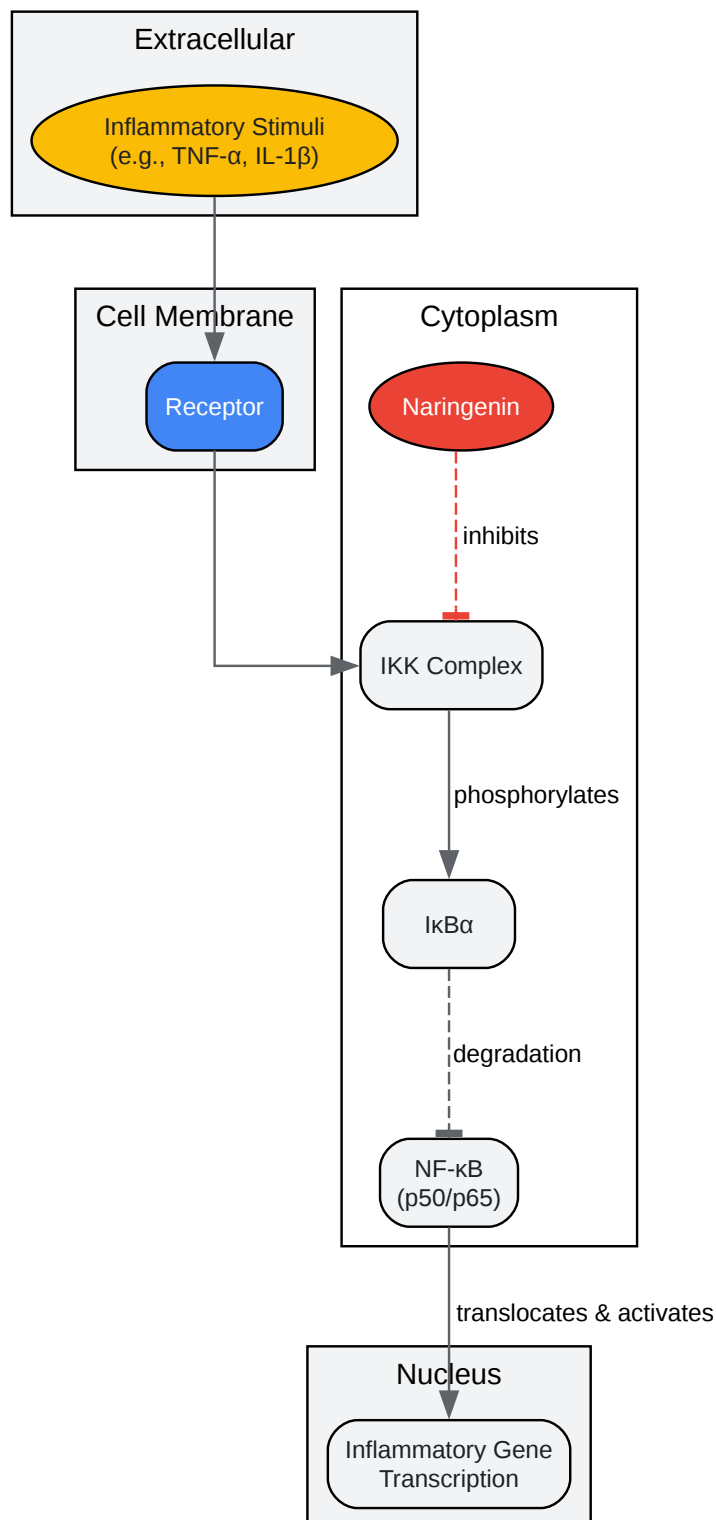 Extracellular
Inflammatory Stimuli
(e.g., TNF-α, IL-1β)
Cell Membrane
Receptor
Cytoplasm
Naringenin
inhibits
IKK Complex
phosphorylates
IκBα
degradation
NF-κB
(p50/p65)
translocates & activates
Nucleus
Inflammatory Gene
Transcription